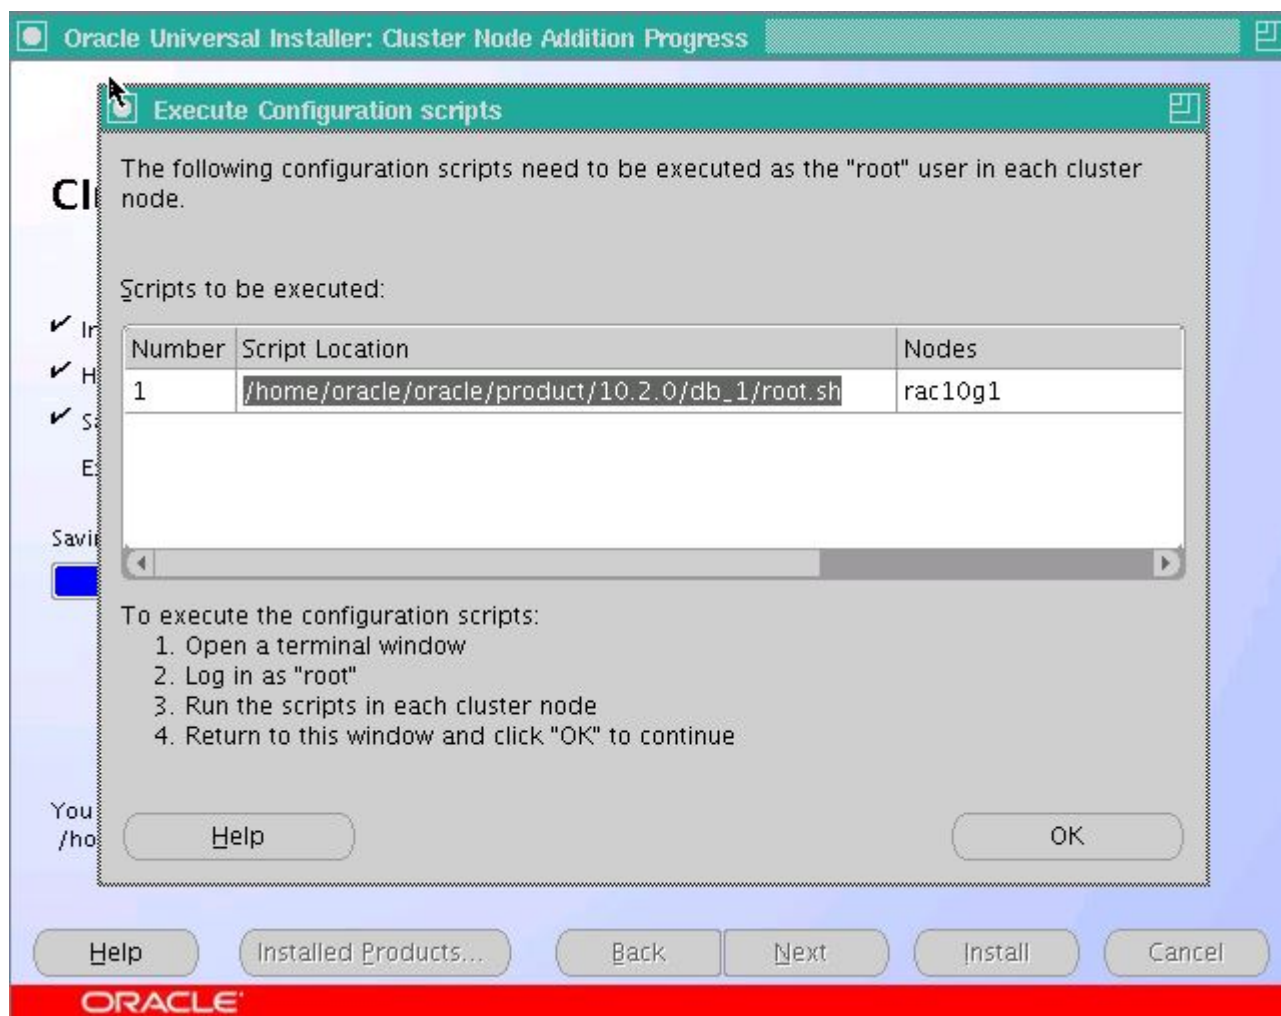 Oracle Universal Installer: Cluster Node Addition Progress
Execute Configuration scripts
The following configuration scripts need to be executed as the "root" user in each cluster
node.
Scripts to be executed:
Number Script Location Nodes
1 /home/oracle/oracle/product/10.2.0/db_1/root.sh rac10g1
To execute the configuration scripts:
1. Open a terminal window
2. Log in as "root"
3. Run the scripts in each cluster node
4. Return to this window and click "OK" to continue
You
/ho
Help OK
Help Installed Products... Back Next Install Cancel
ORACLE